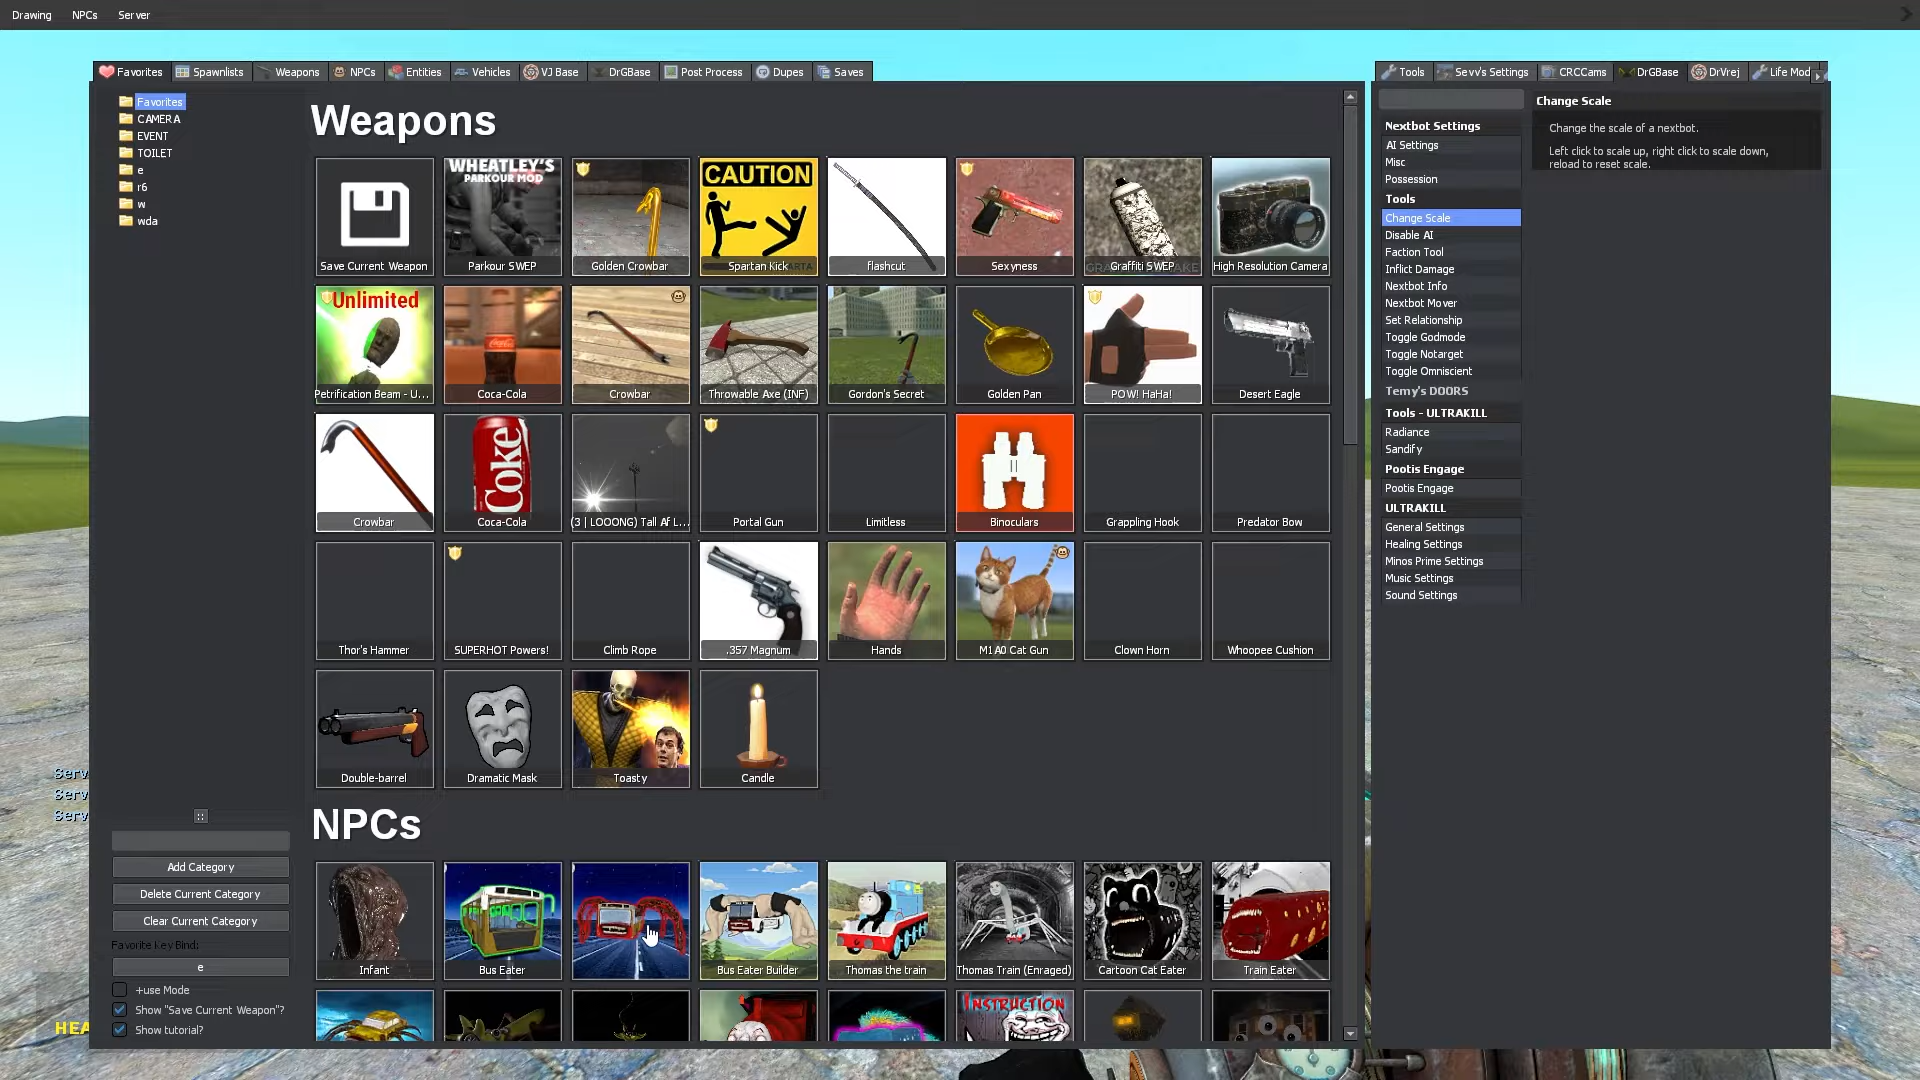 Drawing NPCs Server
Favorites Spawnlists Weapons NPCs Entities Vehicles VJ Base DrGBase Post Process Dupes Saves
Tools Sevv's Settings CRCCams DrGBase DrVrej Life Mod
Favorites
CAMERA
EVENT
TOILET
e
r6
w
wda
Weapons
WHEATLEY'S
PARKOUR MOD
CAUTION
Save Current Weapon Parkour SWEP Golden Crowbar Spartan Kick flashcut Sexyness Graffiti SWEP High Resolution Camera
Unlimited
Petrification Beam - U... Coca-Cola Crowbar Throwable Axe (INF) Gordon's Secret Golden Pan POW! HaHa! Desert Eagle
Coke
Crowbar Coca-Cola (3 | LOOONG) Tall Af L... Portal Gun Limitless Binoculars Grappling Hook Predator Bow
Thor's Hammer SUPERHOT Powers! Climb Rope .357 Magnum Hands M1A0 Cat Gun Clown Horn Whoopee Cushion
Double-barrel Dramatic Mask Toasty Candle
NPCs
Infant Bus Eater Bus Eater Builder Thomas the train Thomas Train (Enraged) Cartoon Cat Eater Train Eater
INSTRUCTION
Serv
Serv
Serv
Add Category
Delete Current Category
Clear Current Category
Favorite Key Bind:
e
+use Mode
Show "Save Current Weapon"?
Show tutorial?
HEA
Nextbot Settings
AI Settings
Misc
Possession
Tools
Change Scale
Disable AI
Faction Tool
Inflict Damage
Nextbot Info
Nextbot Mover
Set Relationship
Toggle Godmode
Toggle Notarget
Toggle Omniscient
Temy's DOORS
Tools - ULTRAKILL
Radiance
Sandify
Pootis Engage
Pootis Engage
ULTRAKILL
General Settings
Healing Settings
Minos Prime Settings
Music Settings
Sound Settings
Change Scale
Change the scale of a nextbot.
Left click to scale up, right click to scale down,
reload to reset scale.